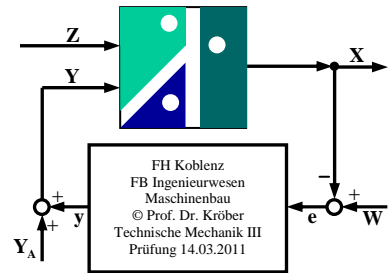 Z
Y
X
FH Koblenz
FB Ingenieurwesen
Maschinenbau
© Prof. Dr. Kröber
Technische Mechanik III
Prüfung 14.03.2011
−
+
+
y
e
+
W
+
Y_A